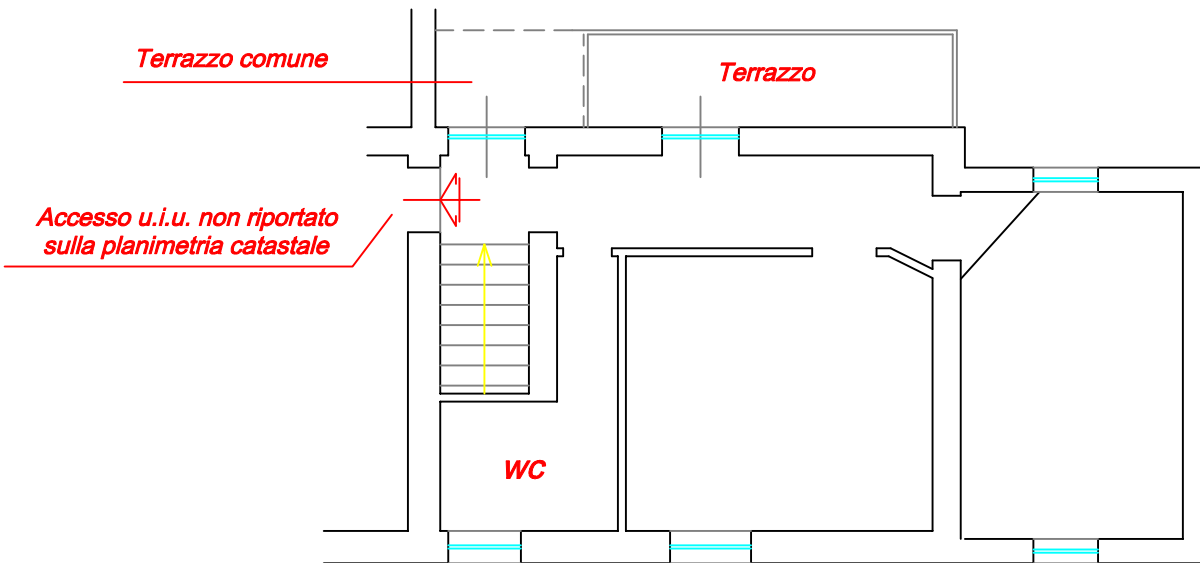 Terrazzo comune
Terrazzo
Accesso u.i.u. non riportato
sulla planimetria catastale
WC